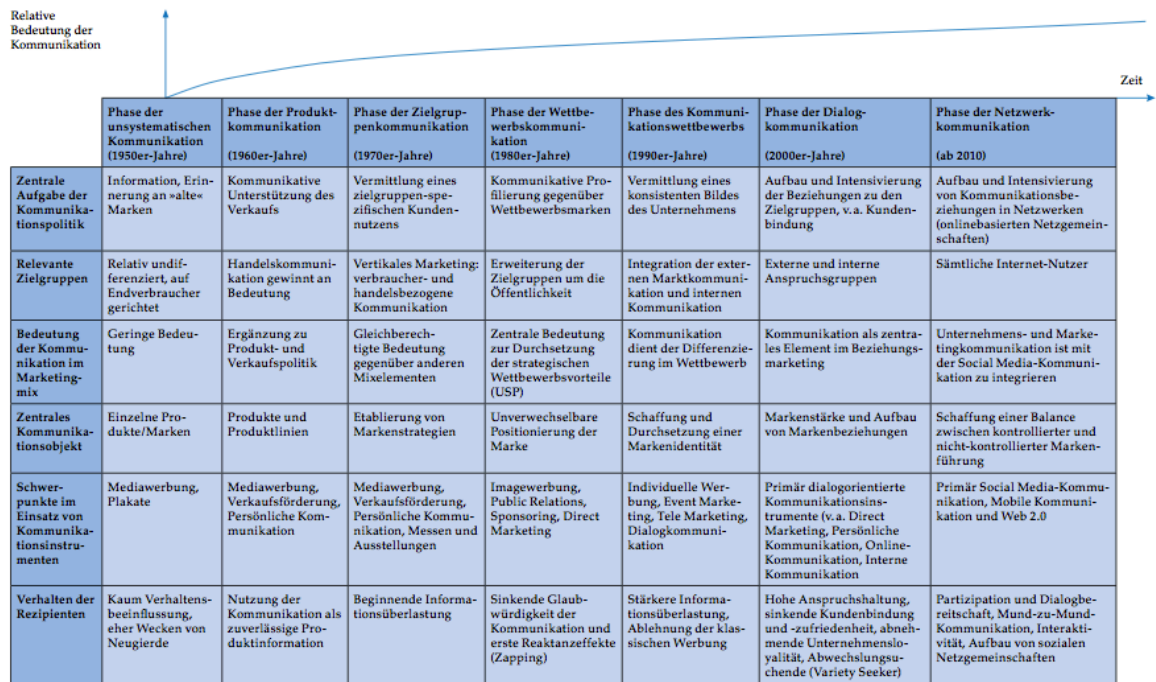 Relative
Bedeutung der
Kommunikation
Zeit
Phase der
unsystematischen
Kommunikation
(1950er-Jahre)
Phase der Produkt-
kommunikation
(1960er-Jahre)
Phase der Zielgrup-
penkommunikation
(1970er-Jahre)
Phase der Wettbe-
werbskommuni-
kation
(1980er-Jahre)
Phase des Kommuni-
kationswettbewerbs
(1990er-Jahre)
Phase der Dialog-
kommunikation
(2000er-Jahre)
Phase der Netzwerk-
kommunikation
(ab 2010)
Zentrale
Aufgabe der
Kommunika-
tionspolitik
Information, Erin-
nerung an »alte«
Marken
Kommunikative
Unterstützung des
Verkaufs
Vermittlung eines
zielgruppen-spe-
zifischen Kunden-
nutzens
Kommunikative Pro-
filierung gegenüber
Wettbewerbsmarken
Vermittlung eines
konsistenten Bildes
des Unternehmens
Aufbau und Intensivierung
der Beziehungen zu den
Zielgruppen, v.a. Kunden-
bindung
Aufbau und Intensivierung
von Kommunikationsbe-
ziehungen in Netzwerken
(onlinebasierten Netzgemein-
schaften)
Relevante
Zielgruppen
Relativ undif-
ferenziert, auf
Endverbraucher
gerichtet
Handelskommuni-
kation gewinnt an
Bedeutung
Vertikales Marketing:
verbraucher- und
handelsbezogene
Kommunikation
Erweiterung der
Zielgruppen um die
Öffentlichkeit
Integration der exter-
nen Marktkommuni-
kation und internen
Kommunikation
Externe und interne
Anspruchsgruppen
Sämtliche Internet-Nutzer
Bedeutung
der Kommu-
nikation im
Marketing-
mix
Geringe Bedeu-
tung
Ergänzung zu
Produkt- und
Verkaufspolitik
Gleichberech-
tigte Bedeutung
gegenüber anderen
Mixelementen
Zentrale Bedeutung
zur Durchsetzung
der strategischen
Wettbewerbsvorteile
(USP)
Kommunikation
dient der Differenzie-
rung im Wettbewerb
Kommunikation als zentra-
les Element im Beziehungs-
marketing
Unternehmens- und Marke-
tingkommunikation ist mit
der Social Media-Kommuni-
kation zu integrieren
Zentrales
Kommunika-
tionsobjekt
Einzelne Pro-
dukte/Marken
Produkte und
Produktlinien
Etablierung von
Markenstrategien
Unverwechselbare
Positionierung der
Marke
Schaffung und
Durchsetzung einer
Markenidentität
Markenstärke und Aufbau
von Markenbeziehungen
Schaffung einer Balance
zwischen kontrollierter und
nicht-kontrollierter Marken-
führung
Schwer-
punkte im
Einsatz von
Kommunika-
tionsinstru-
menten
Mediawerbung,
Plakate
Mediawerbung,
Verkaufsförderung,
Persönliche Kom-
munikation
Mediawerbung,
Verkaufsförderung,
Persönliche Kommu-
nikation, Messen und
Ausstellungen
Imagewerbung,
Public Relations,
Sponsoring, Direct
Marketing
Individuelle Wer-
bung, Event Marke-
ting, Tele Marketing,
Dialogkommuni-
kation
Primär dialogorientierte
Kommunikationsins-
trumente (v. a. Direct
Marketing, Persönliche
Kommunikation, Online-
Kommunikation, Interne
Kommunikation
Primär Social Media-Kommu-
nikation, Mobile Kommuni-
kation und Web 2.0
Verhalten der
Rezipienten
Kaum Verhaltens-
beeinflussung,
eher Wecken von
Neugierde
Nutzung der
Kommunikation als
zuverlässige Pro-
duktinformation
Beginnende Informa-
tionsüberlastung
Sinkende Glaub-
würdigkeit der
Kommunikation und
erste Reaktanzeffekte
(Zapping)
Stärkere Informa-
tionsüberlastung,
Ablehnung der klas-
sischen Werbung
Hohe Anspruchshaltung,
sinkende Kundenbindung
und -zufriedenheit, abneh-
mende Unternehmenslo-
yalität, Abwechslungsu-
chende (Variety Seeker)
Partizipation und Dialogbe-
reitschaft, Mund-zu-Mund-
Kommunikation, Interakti-
vität, Aufbau von sozialen
Netzgemeinschaften